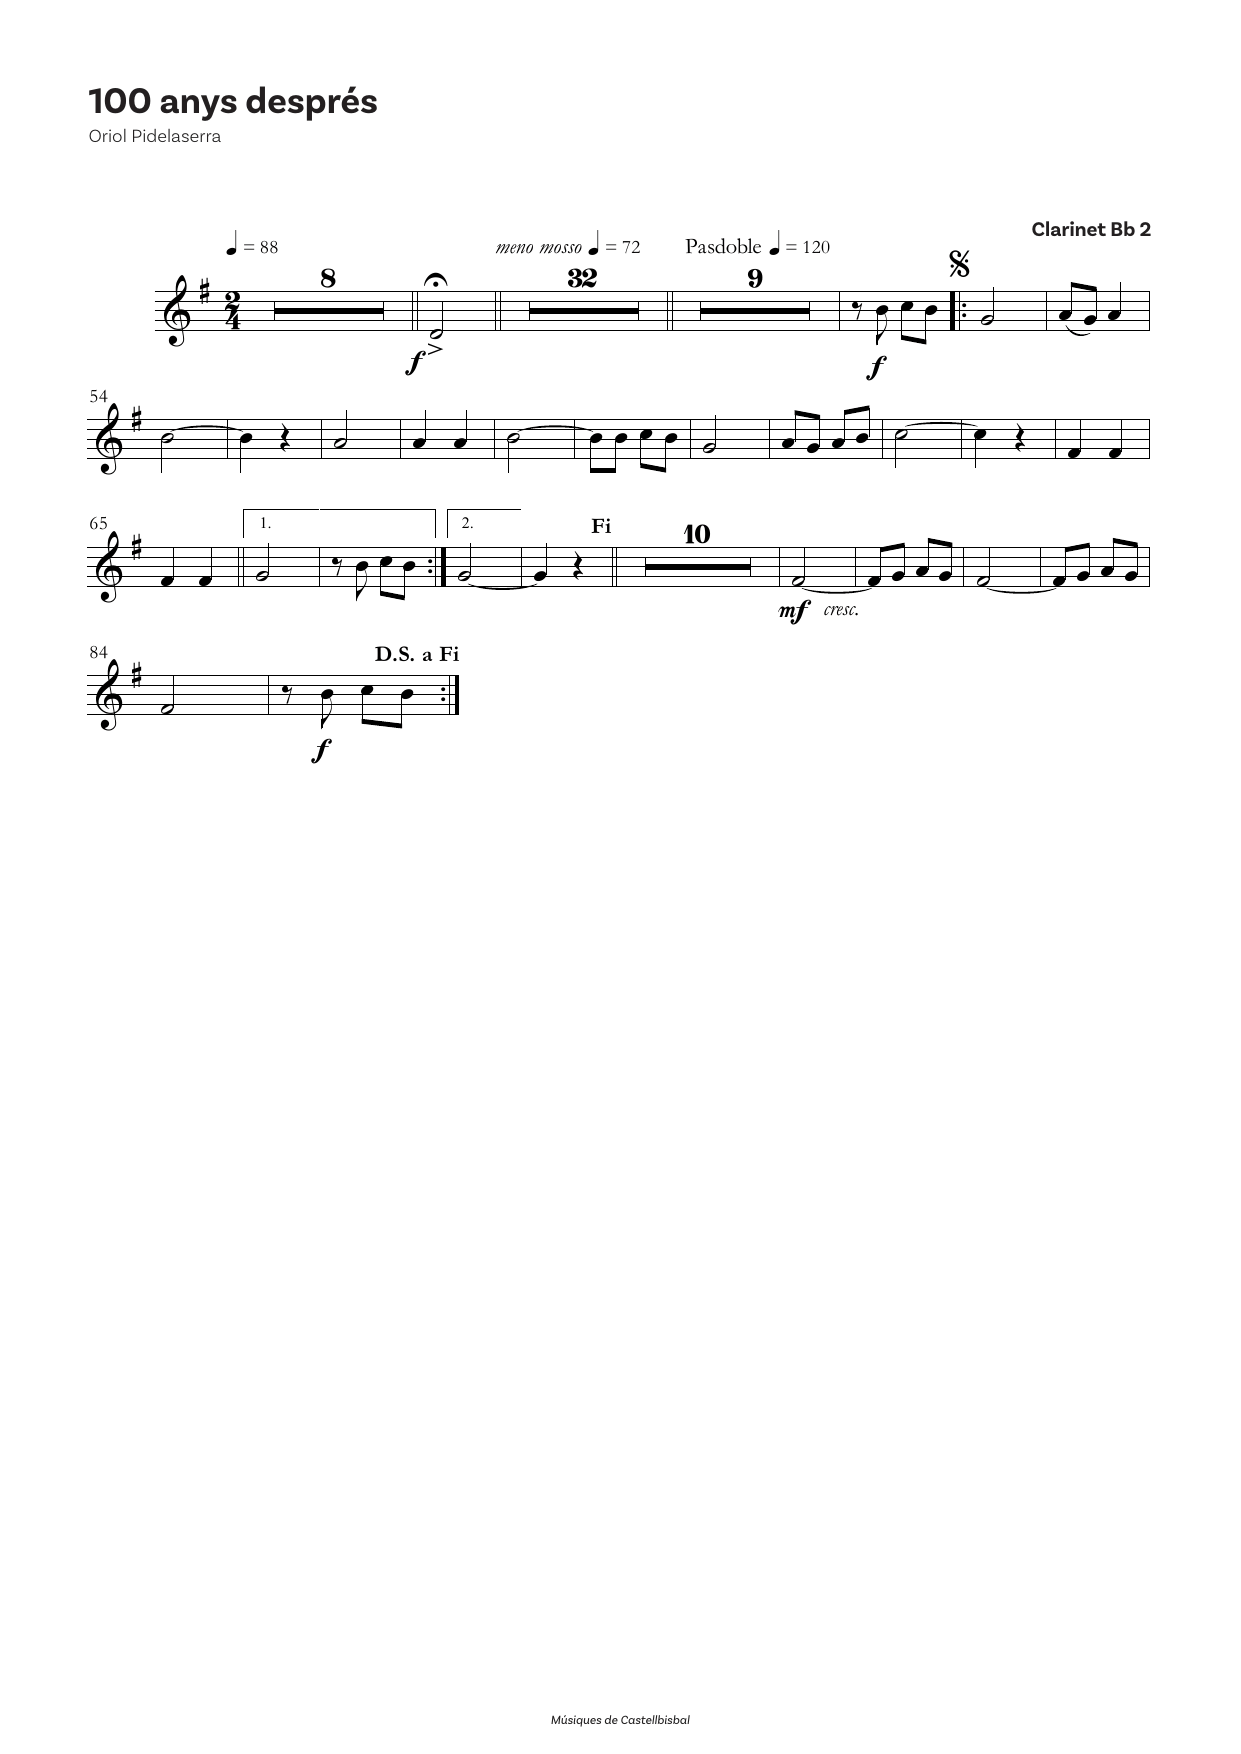 100 anys després
Oriol Pidelaserra
Clarinet Bb 2
= 88
meno mosso = 72
Pasdoble = 120
8
32
9
2
4
f
f
54
65
1.
2.
Fi
10
mf cresc.
84
D.S. a Fi
f
Músiques de Castellbisbal